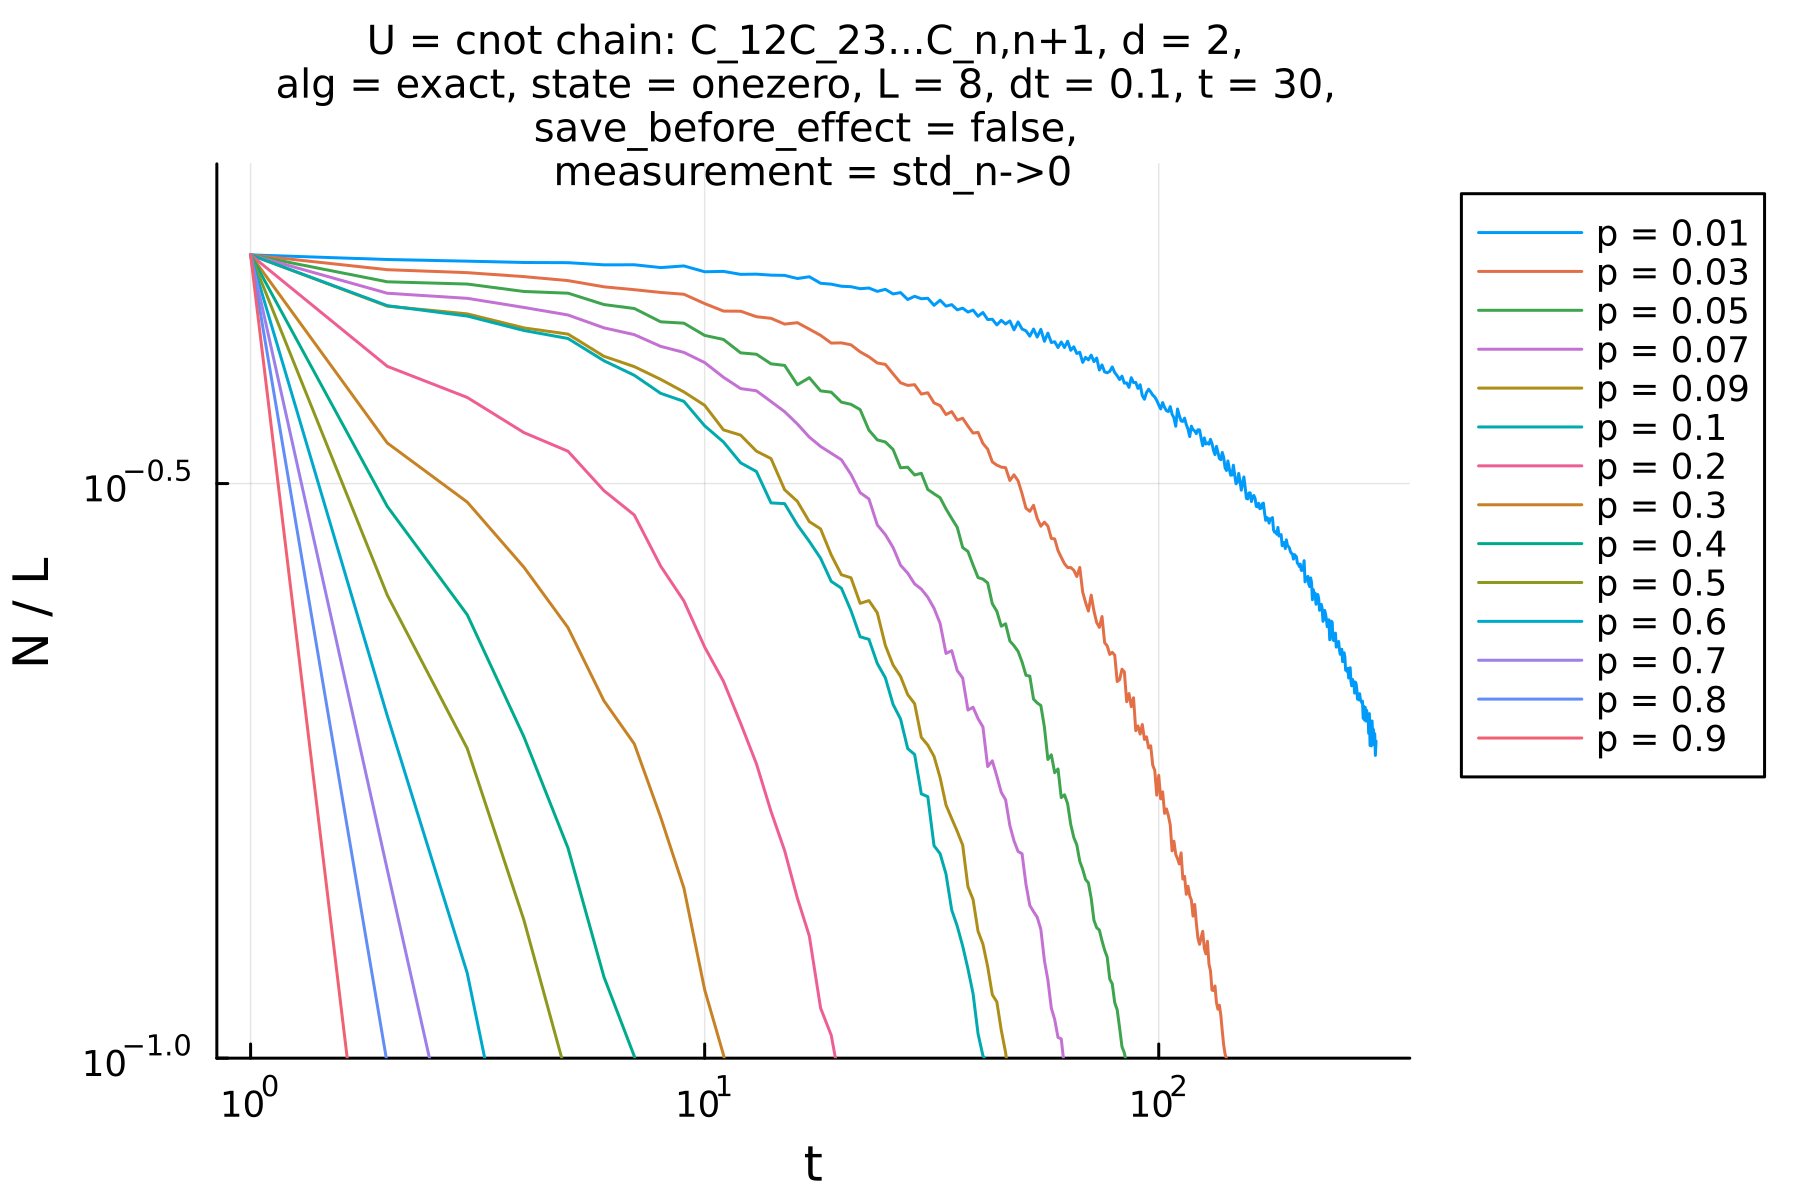 U = cnot chain: C_12C_23...C_n,n+1, d = 2,
alg = exact, state = onezero, L = 8, dt = 0.1, t = 30,
save_before_effect = false,
measurement = std_n->0
N / L
10^−0.5
10^−1.0
10^0
10^1
10^2
t
p = 0.01
p = 0.03
p = 0.05
p = 0.07
p = 0.09
p = 0.1
p = 0.2
p = 0.3
p = 0.4
p = 0.5
p = 0.6
p = 0.7
p = 0.8
p = 0.9